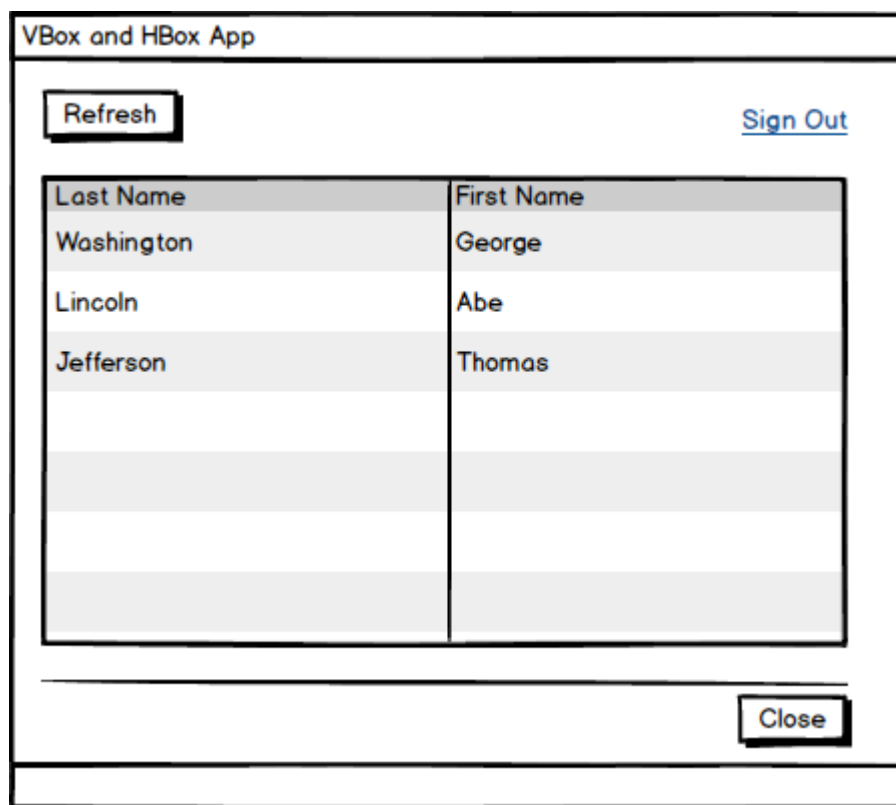 VBox and HBox App
Refresh
Sign Out
Last Name First Name
Washington George
Lincoln Abe
Jefferson Thomas
Close